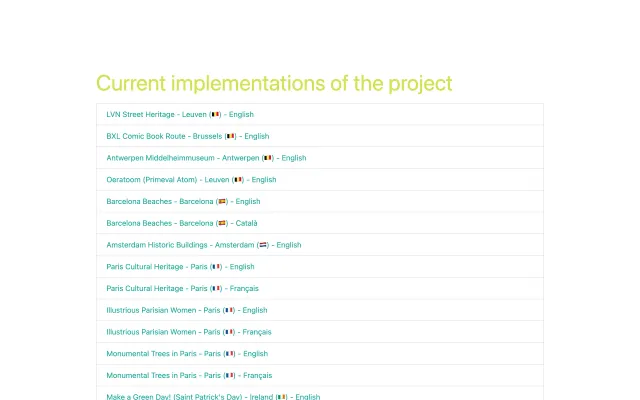 Current implementations of the project
LVN Street Heritage - Leuven (🇧🇪) - English
BXL Comic Book Route - Brussels (🇧🇪) - English
Antwerpen Middelheimmuseum - Antwerpen (🇧🇪) - English
Oeratoom (Primeval Atom) - Leuven (🇧🇪) - English
Barcelona Beaches - Barcelona (🇪🇸) - English
Barcelona Beaches - Barcelona (🇪🇸) - Català
Amsterdam Historic Buildings - Amsterdam (🇳🇱) - English
Paris Cultural Heritage - Paris (🇫🇷) - English
Paris Cultural Heritage - Paris (🇫🇷) - Français
Illustrious Parisian Women - Paris (🇫🇷) - English
Illustrious Parisian Women - Paris (🇫🇷) - Français
Monumental Trees in Paris - Paris (🇫🇷) - English
Monumental Trees in Paris - Paris (🇫🇷) - Français
Make a Green Day! (Saint Patrick's Day) - Ireland (🇮🇪) - English